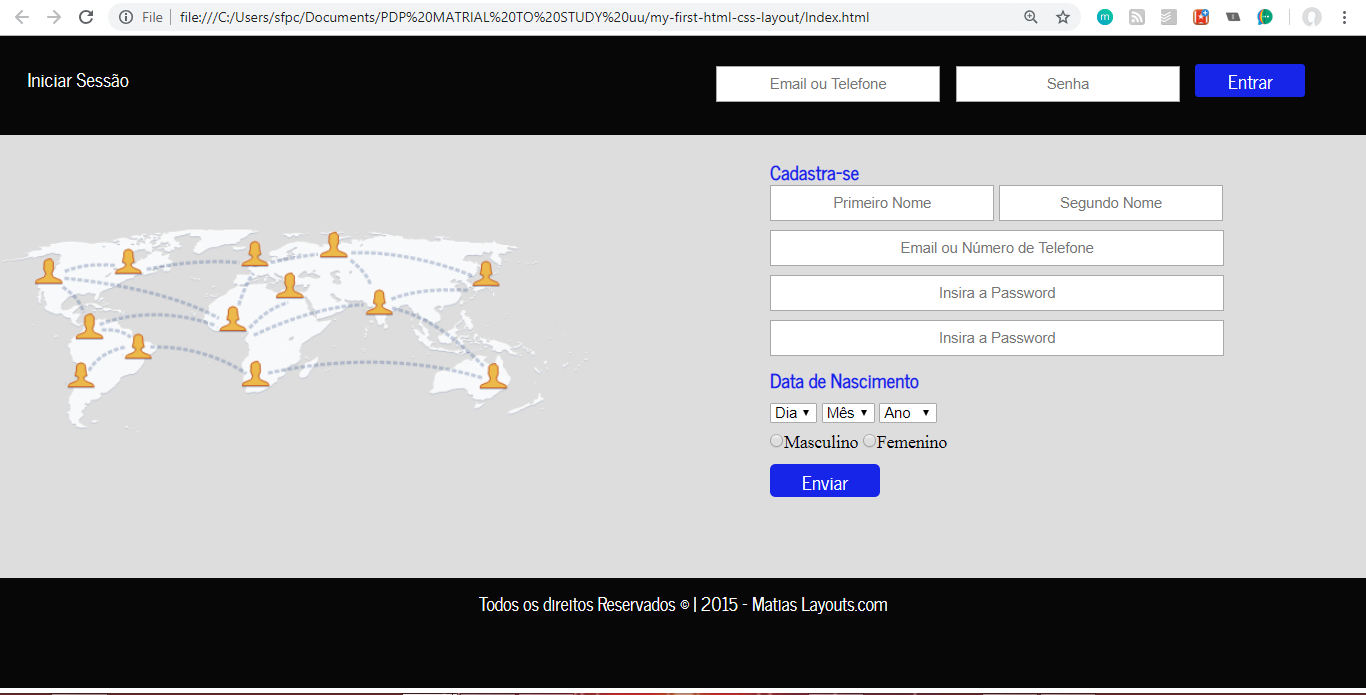 File | file:///C:/Users/sfpc/Documents/PDP%20MATRIAL%20TO%20STUDY%20uu/my-first-html-css-layout/Index.html
Iniciar Sessão
Email ou Telefone
Senha
Entrar
Cadastra-se
Primeiro Nome
Segundo Nome
Email ou Número de Telefone
Insira a Password
Insira a Password
Data de Nascimento
Dia Mês Ano
Masculino Femenino
Enviar
Todos os direitos Reservados © | 2015 - Matias Layouts.com